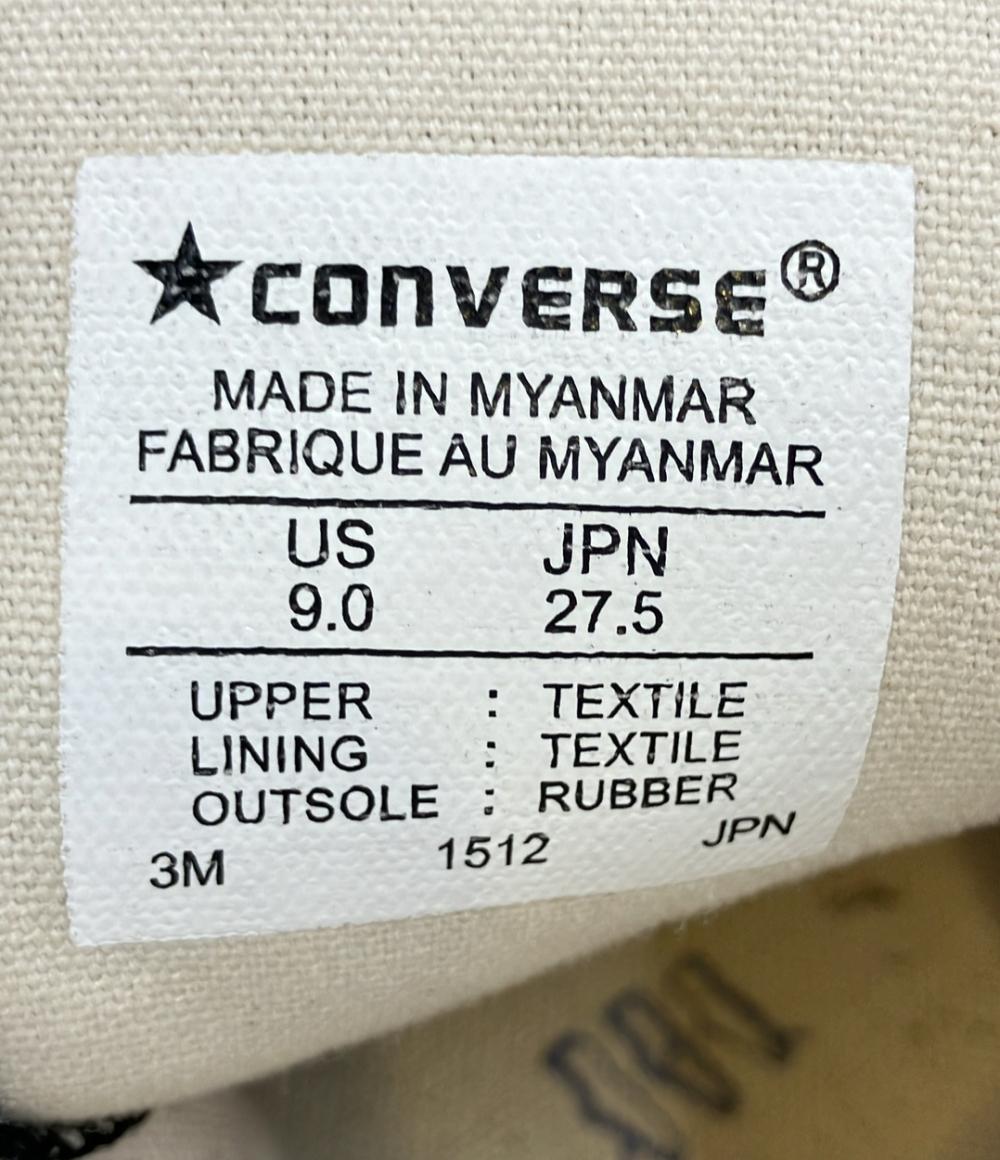 ★CONVERSE®
MADE IN MYANMAR
FABRIQUE AU MYANMAR
US JPN
9.0 27.5
UPPER : TEXTILE
LINING : TEXTILE
OUTSOLE : RUBBER
3M 1512 JPN